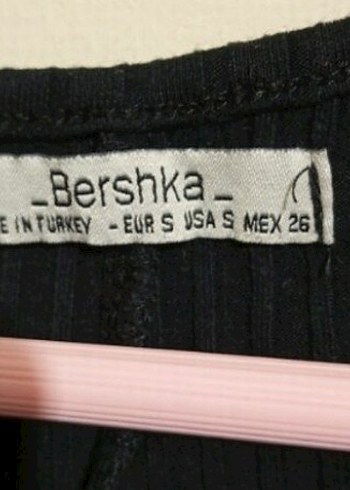 _Bershka_
E IN TURKEY - EUR S USA S MEX 26